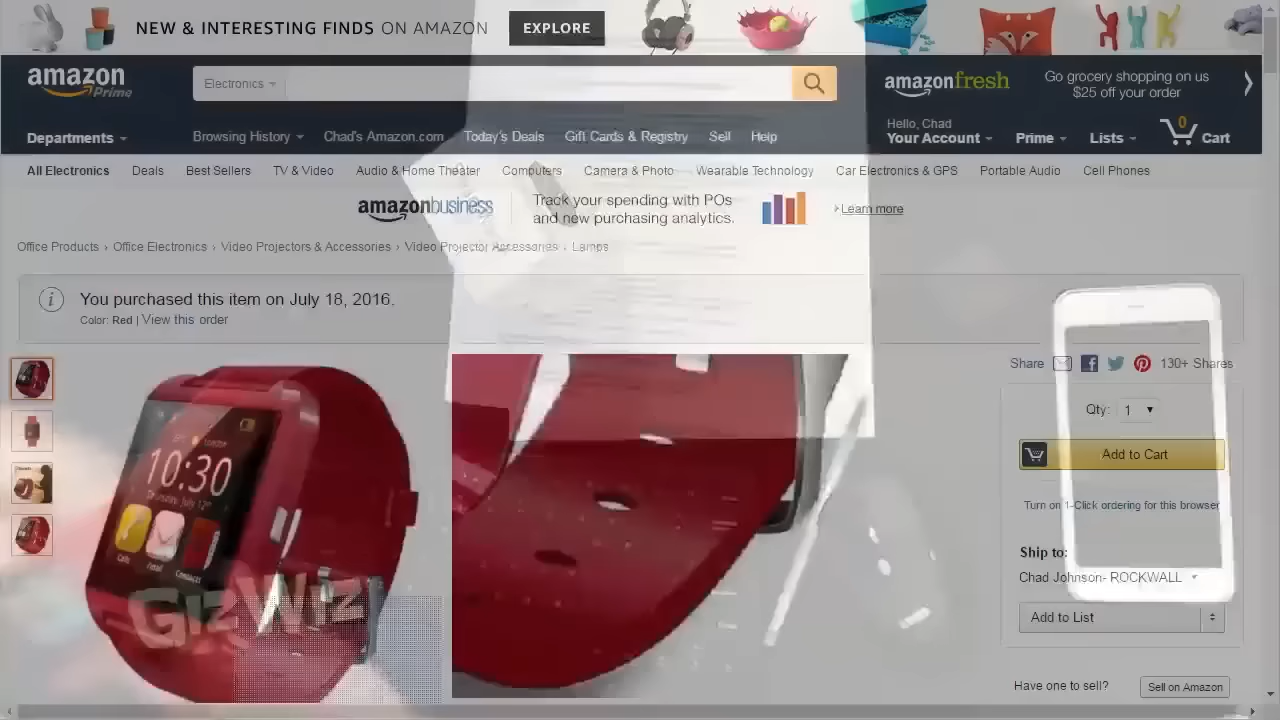 NEW & INTERESTING FINDS ON AMAZON
EXPLORE
amazon
Prime
Electronics
amazonfresh
Go grocery shopping on us
$25 off your order
Departments
Browsing History
Chad's Amazon.com
Today's Deals
Gift Cards & Registry
Sell
Help
Hello, Chad
Your Account
Prime
Lists
0
Cart
All Electronics
Deals
Best Sellers
TV & Video
Audio & Home Theater
Computers
Camera & Photo
Wearable Technology
Car Electronics & GPS
Portable Audio
Cell Phones
amazonbusiness
Track your spending with POs
and new purchasing analytics.
Learn more
Office Products › Office Electronics › Video Projectors & Accessories › Video Projector Accessories › Lamps
You purchased this item on July 18, 2016.
Color: Red | View this order
Share
130+ Shares
Qty: 1
Add to Cart
Turn on 1-Click ordering for this browser
Ship to:
Chad Johnson- ROCKWALL
Add to List
Have one to sell?
Sell on Amazon
10:30
GizWiz